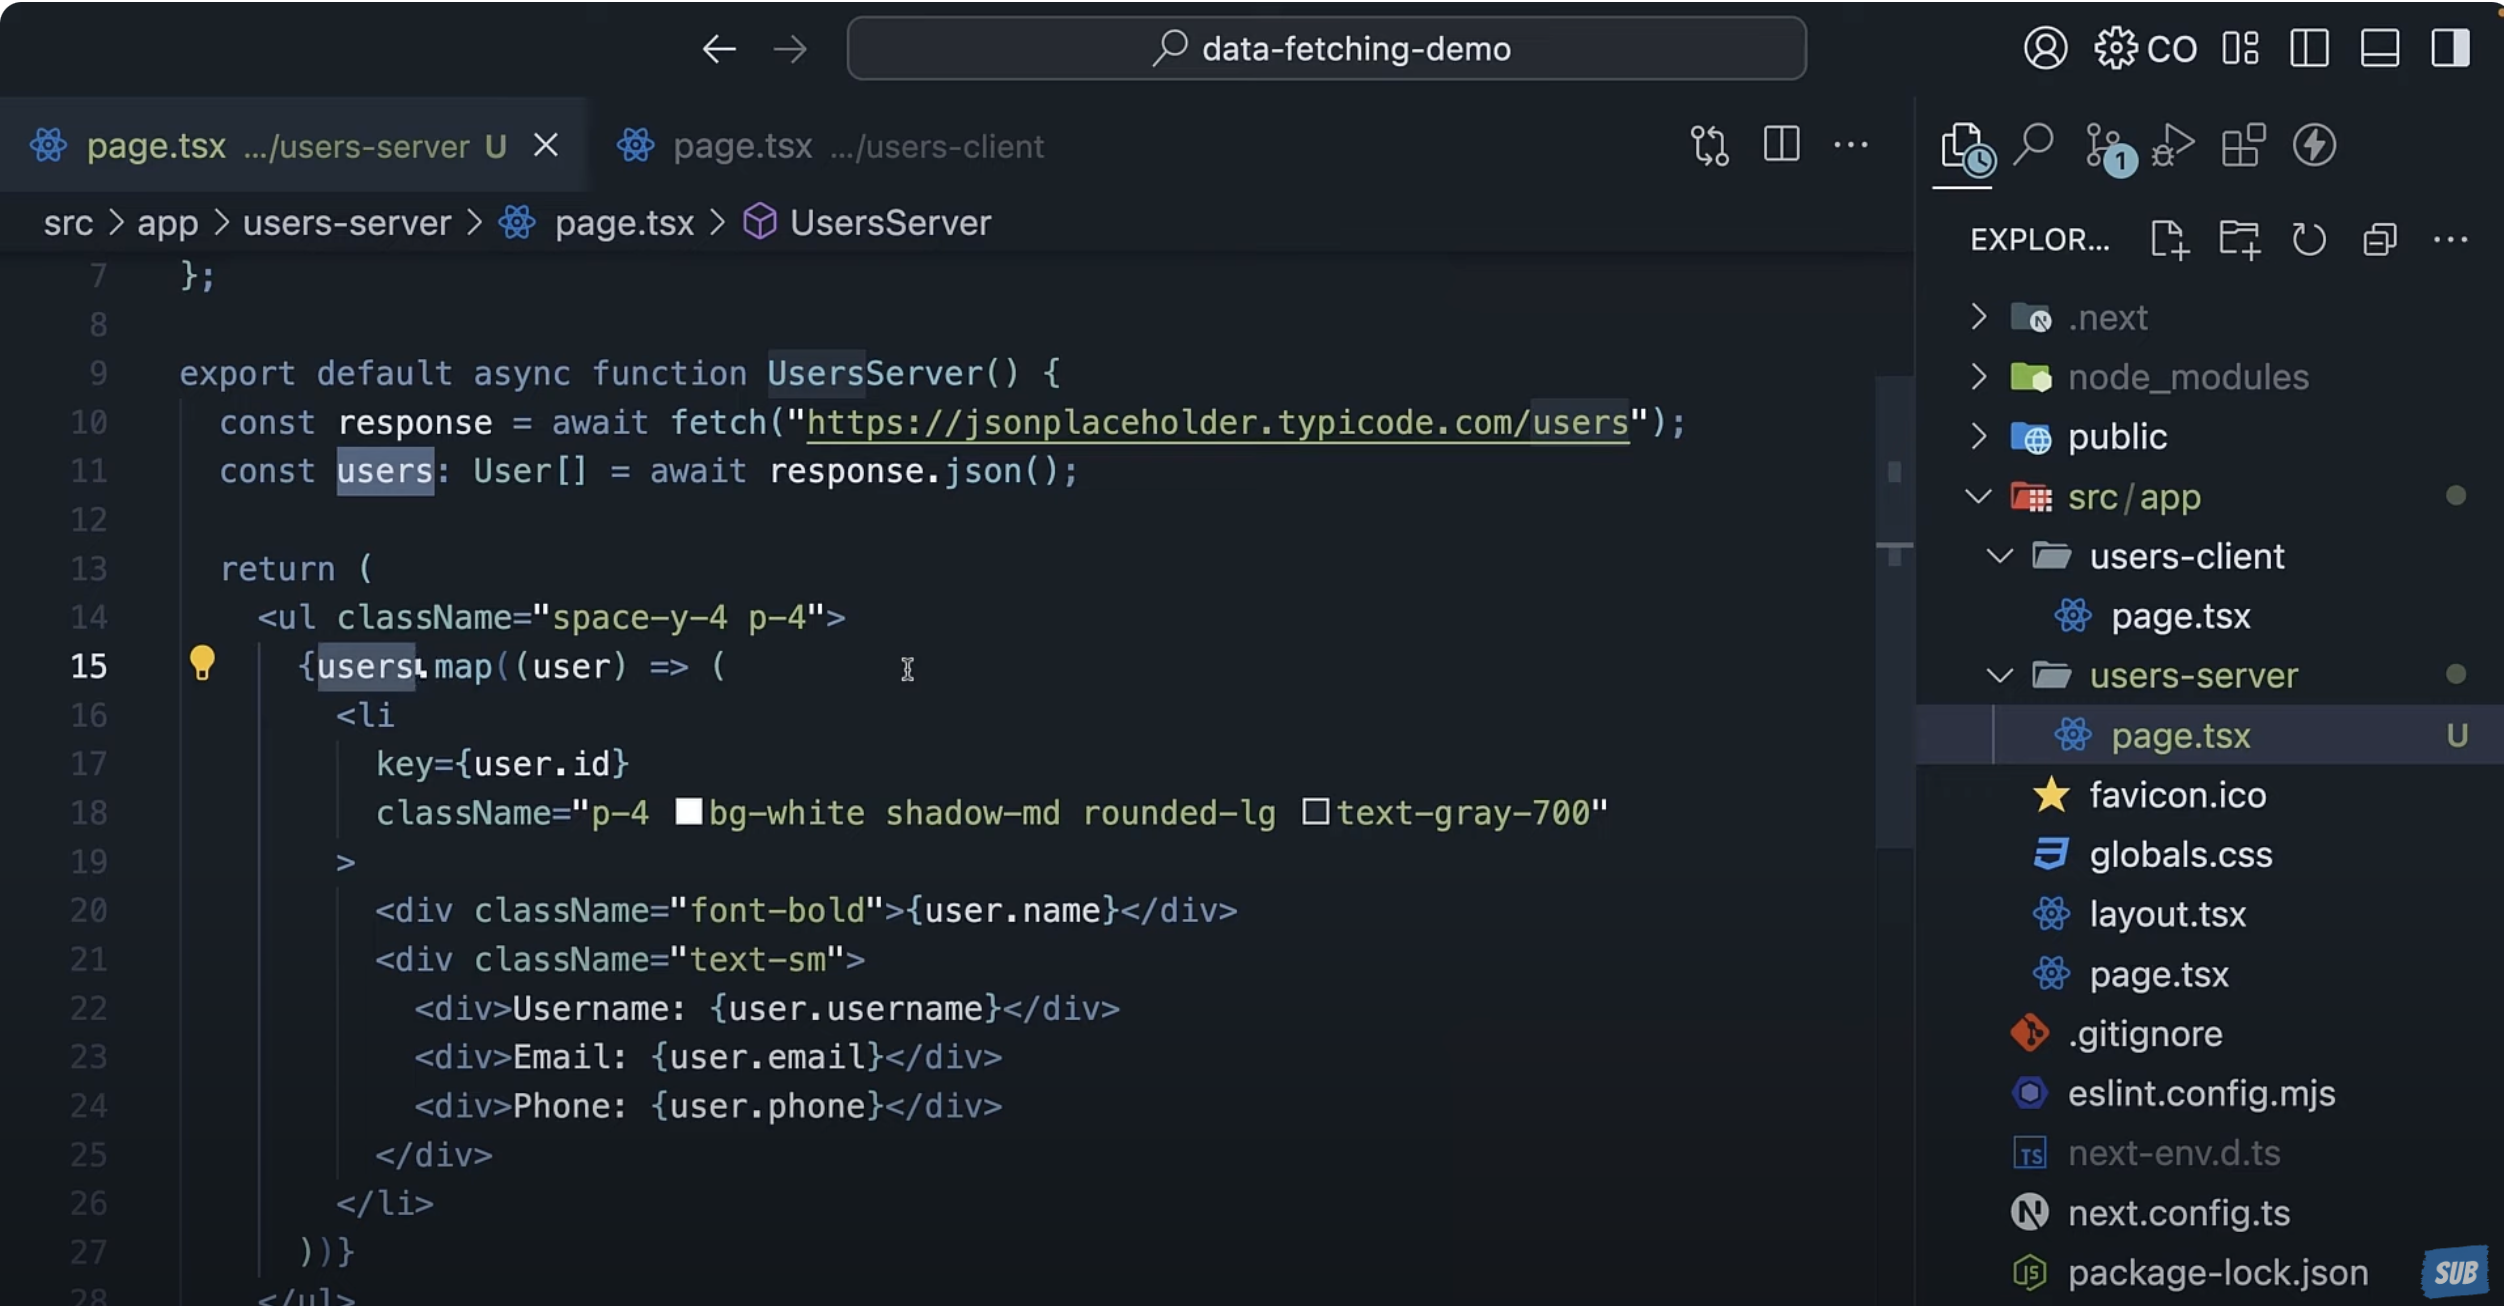 data-fetching-demo
CO
page.tsx .../users-server U
page.tsx .../users-client
1
src > app > users-server > page.tsx > UsersServer
7 };
8
9 export default async function UsersServer() {
10 const response = await fetch("https://jsonplaceholder.typicode.com/users");
11 const users: User[] = await response.json();
12
13 return (
14 <ul className="space-y-4 p-4">
15 {users.map((user) => (
16 <li
17 key={user.id}
18 className="p-4 bg-white shadow-md rounded-lg text-gray-700"
19 >
20 <div className="font-bold">{user.name}</div>
21 <div className="text-sm">
22 <div>Username: {user.username}</div>
23 <div>Email: {user.email}</div>
24 <div>Phone: {user.phone}</div>
25 </div>
26 </li>
27 ))}
28 </ul>
EXPLOR...
.next
node_modules
public
src/app
users-client
page.tsx
users-server
page.tsx U
favicon.ico
globals.css
layout.tsx
page.tsx
.gitignore
eslint.config.mjs
TS next-env.d.ts
N next.config.ts
JS package-lock.json
SUB